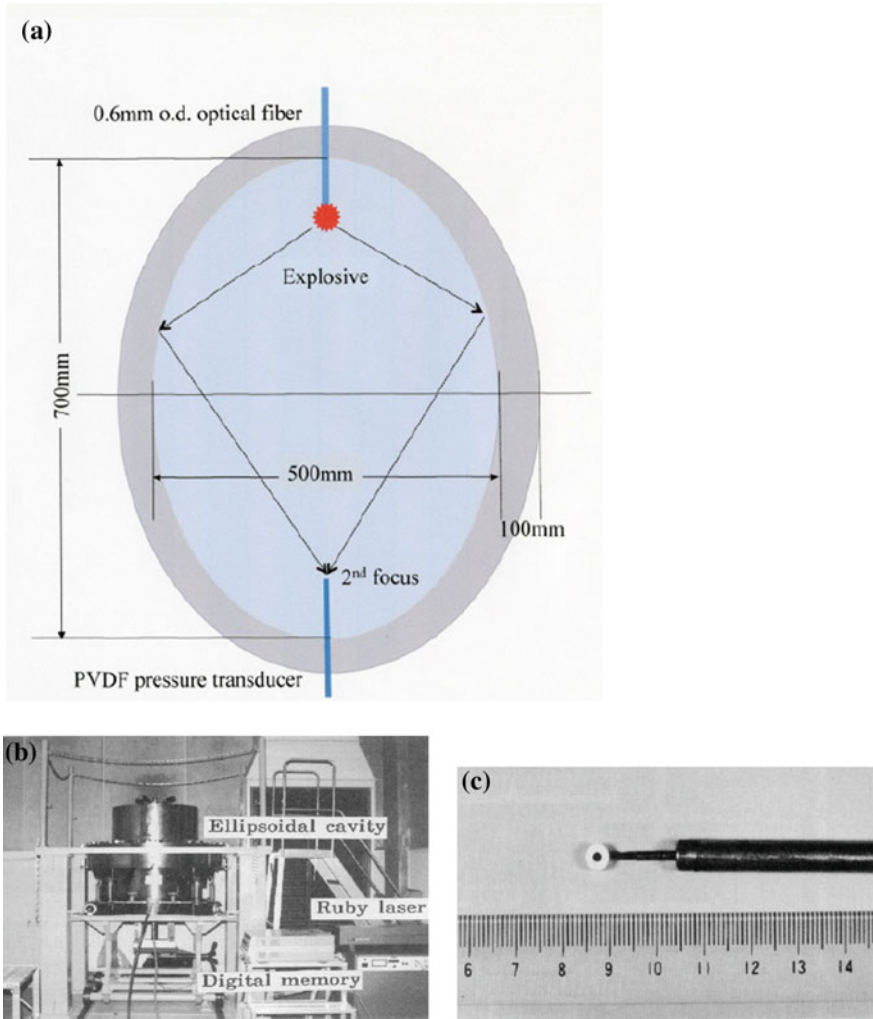 (a)
0.6mm o.d. optical fiber
Explosive
700mm
500mm
100mm
2nd focus
PVDF pressure transducer
(b)
Ellipsoidal cavity
Ruby laser
Digital memory
(c)
6 7 8 9 10 11 12 13 14